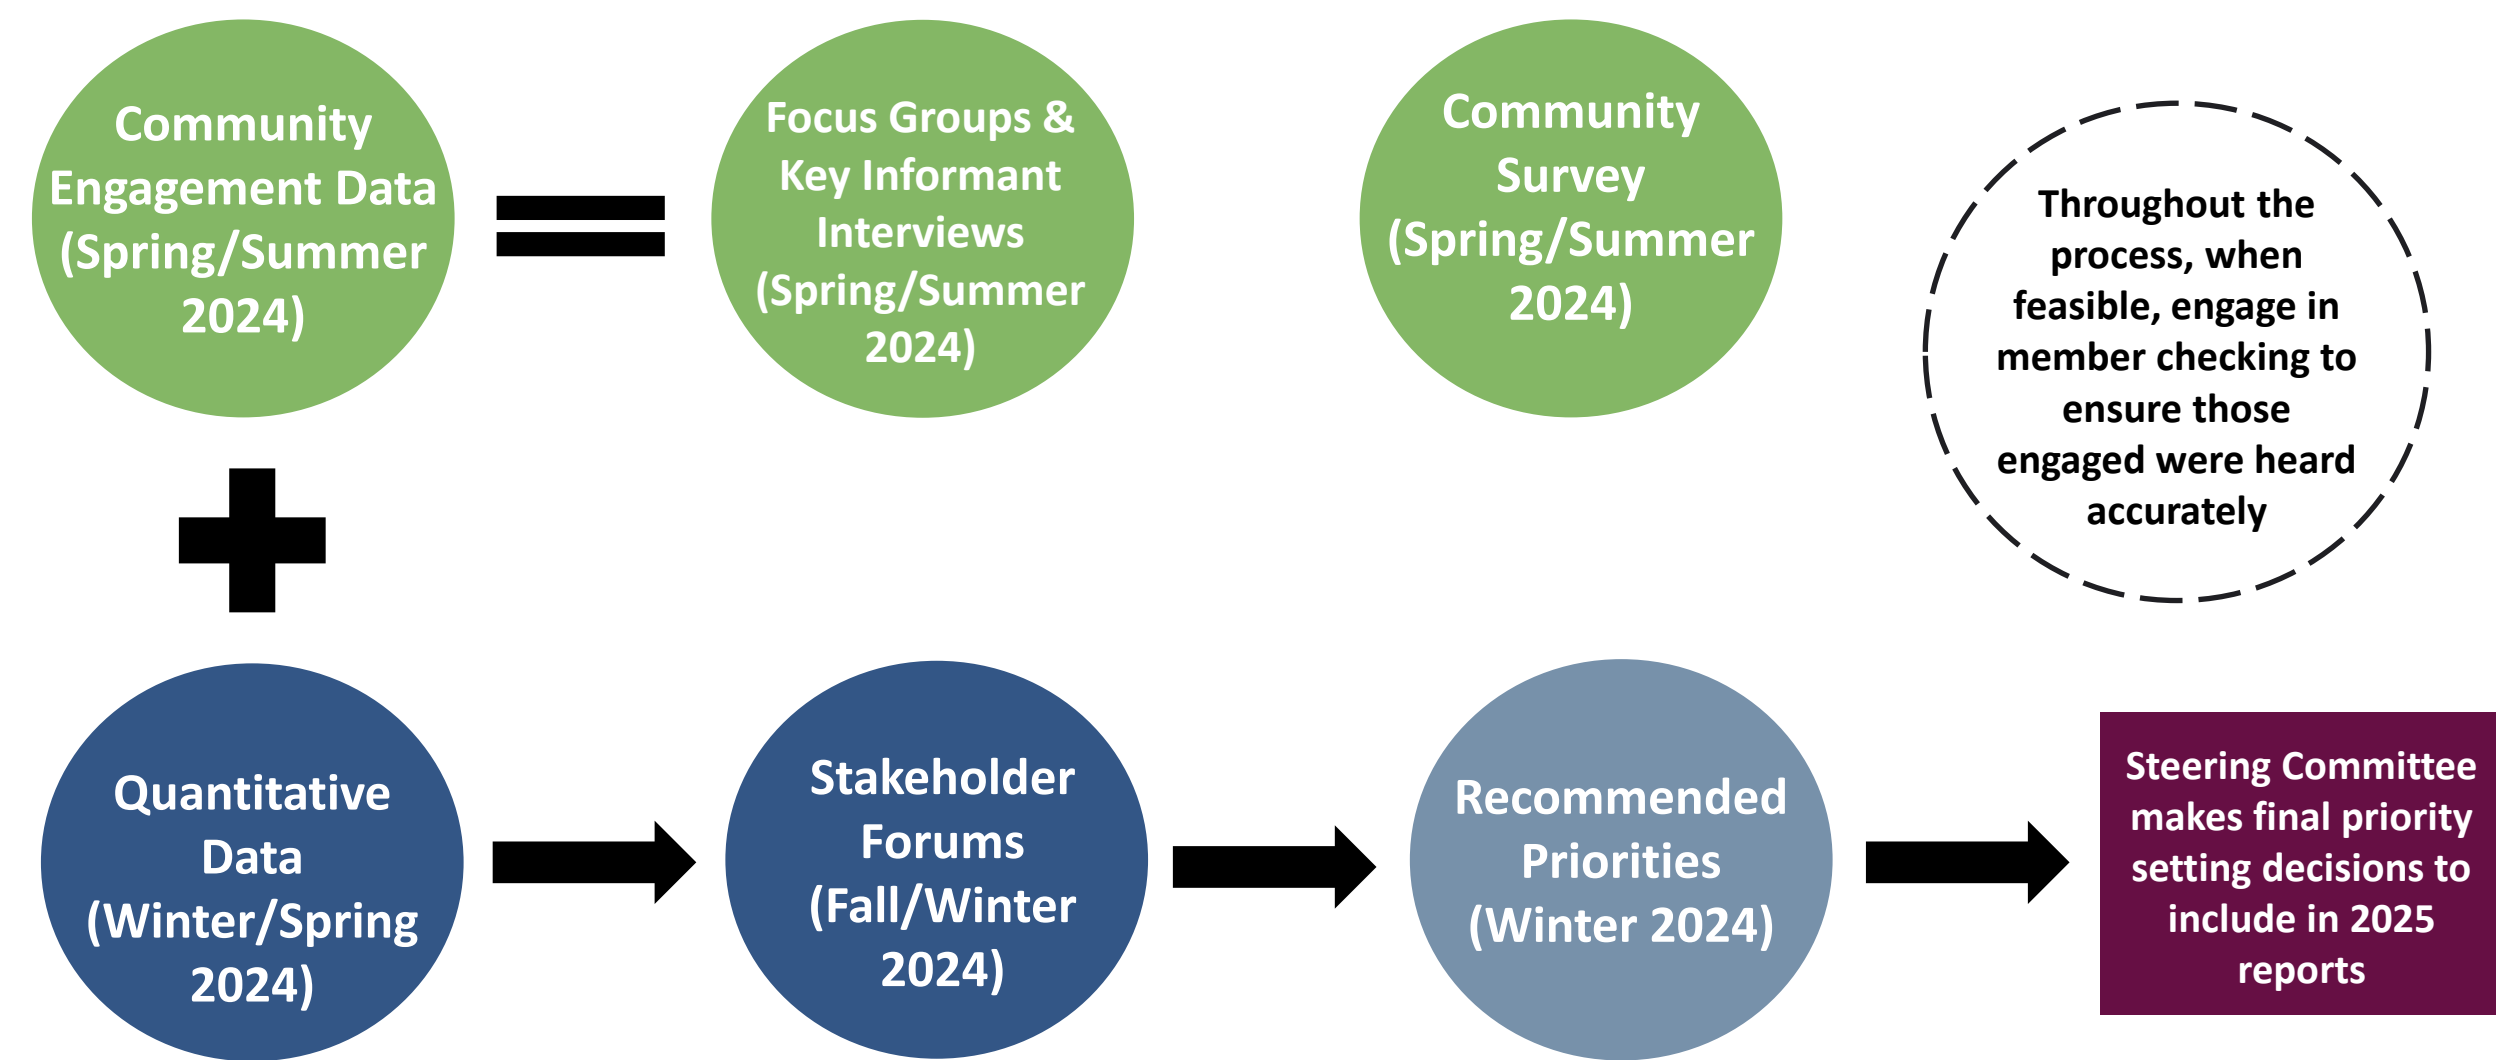 Community
Engagement Data
(Spring/Summer
2024)
Focus Groups &
Key Informant
Interviews
(Spring/Summer
2024)
Community
Survey
(Spring/Summer
2024)
Throughout the
process, when
feasible, engage in
member checking to
ensure those
engaged were heard
accurately
Quantitative
Data
(Winter/Spring
2024)
Stakeholder
Forums
(Fall/Winter
2024)
Recommended
Priorities
(Winter 2024)
Steering Committee
makes final priority
setting decisions to
include in 2025
reports